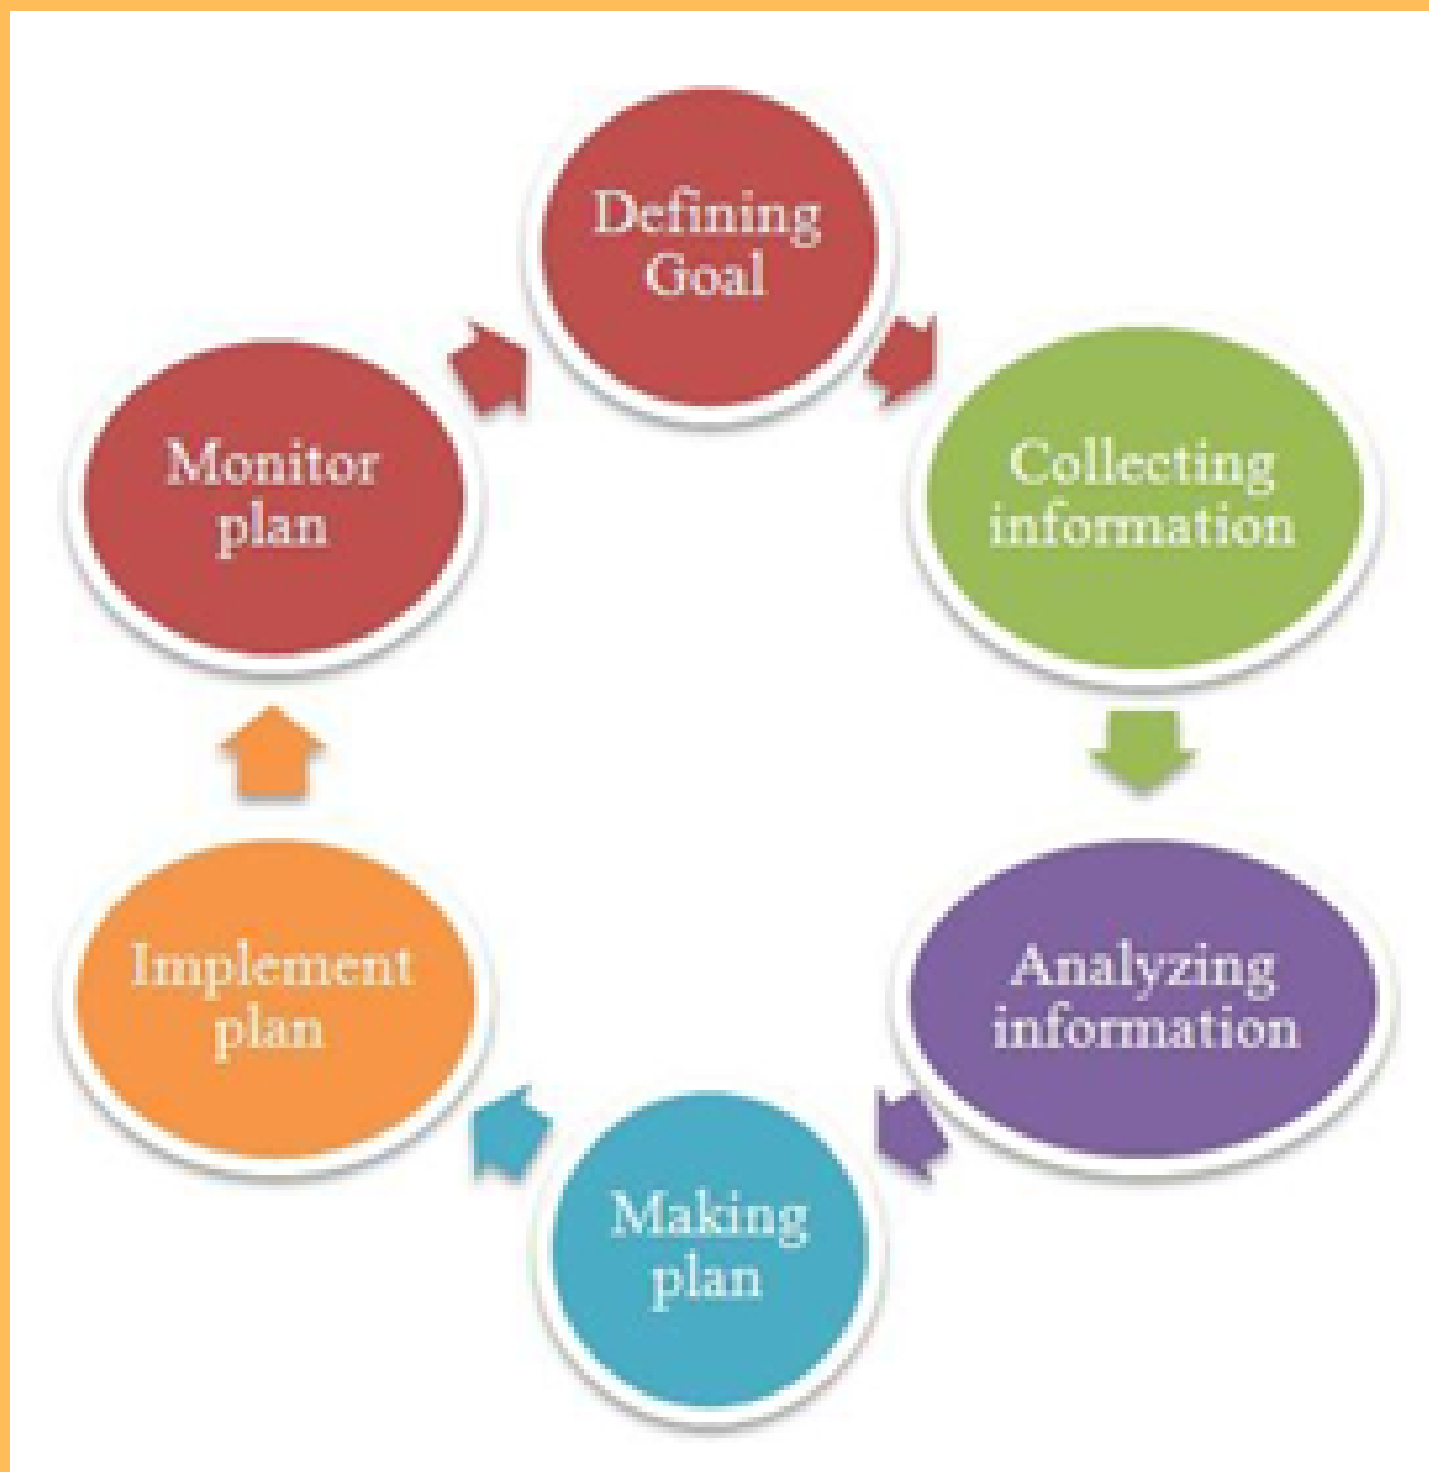 Defining
Goal
Collecting
information
Analyzing
information
Making
plan
Implement
plan
Monitor
plan